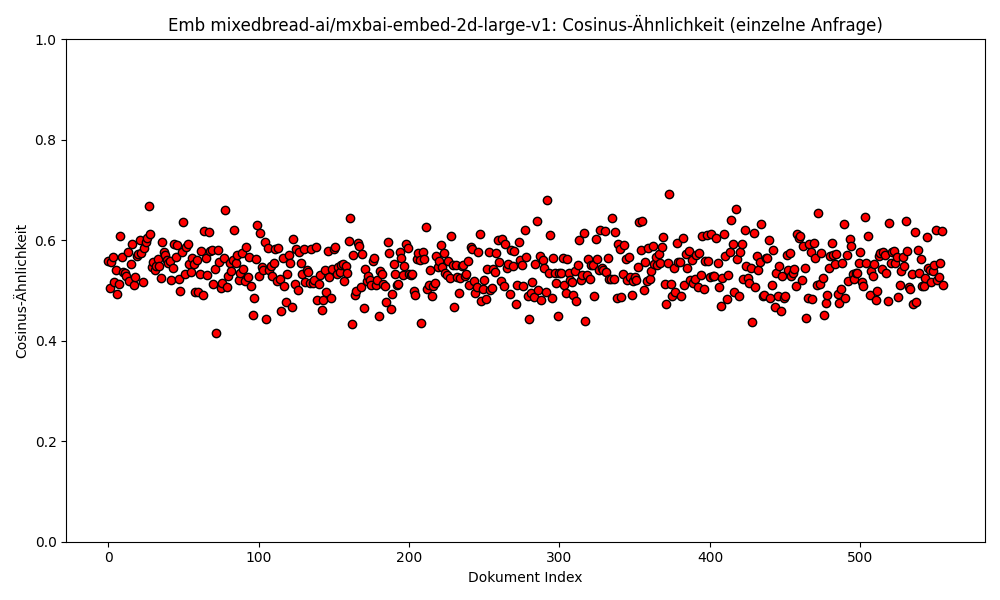 Emb mixedbread-ai/mxbai-embed-2d-large-v1: Cosinus-Ähnlichkeit (einzelne Anfrage)
1.0
0.8
0.6
0.4
0.2
0.0
Cosinus-Ähnlichkeit
0 100 200 300 400 500
Dokument Index